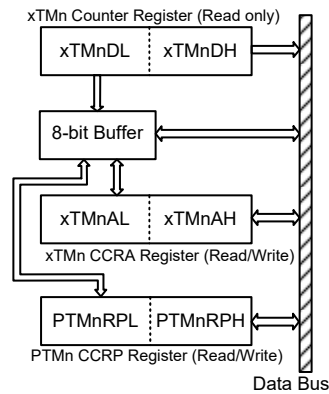 xTMn Counter Register (Read only)
xTMnDL xTMnDH
8-bit Buffer
xTMnAL xTMnAH
xTMn CCRA Register (Read/Write)
PTMnRPL PTMnRPH
PTMn CCRP Register (Read/Write)
Data Bus